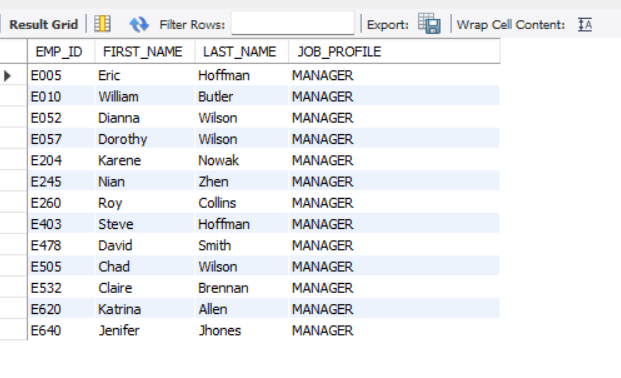 Result Grid Filter Rows: Export: Wrap Cell Content: IA
EMP_ID FIRST_NAME LAST_NAME JOB_PROFILE
E005 Eric Hoffman MANAGER
E010 William Butler MANAGER
E052 Dianna Wilson MANAGER
E057 Dorothy Wilson MANAGER
E204 Karene Nowak MANAGER
E245 Nian Zhen MANAGER
E260 Roy Collins MANAGER
E403 Steve Hoffman MANAGER
E478 David Smith MANAGER
E505 Chad Wilson MANAGER
E532 Claire Brennan MANAGER
E620 Katrina Allen MANAGER
E640 Jenifer Jhones MANAGER